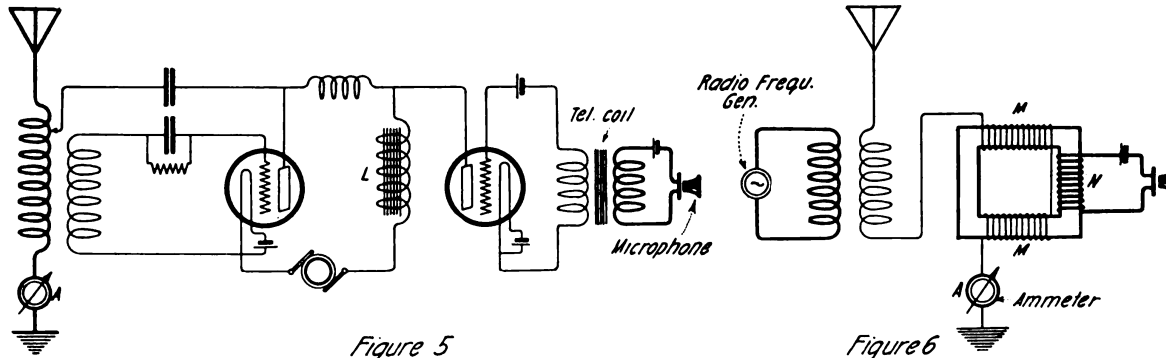 A
L
Tel. coil
Microphone
Figure 5
Radio Frequ.
Gen.
M
N
M
A
Ammeter
Figure 6